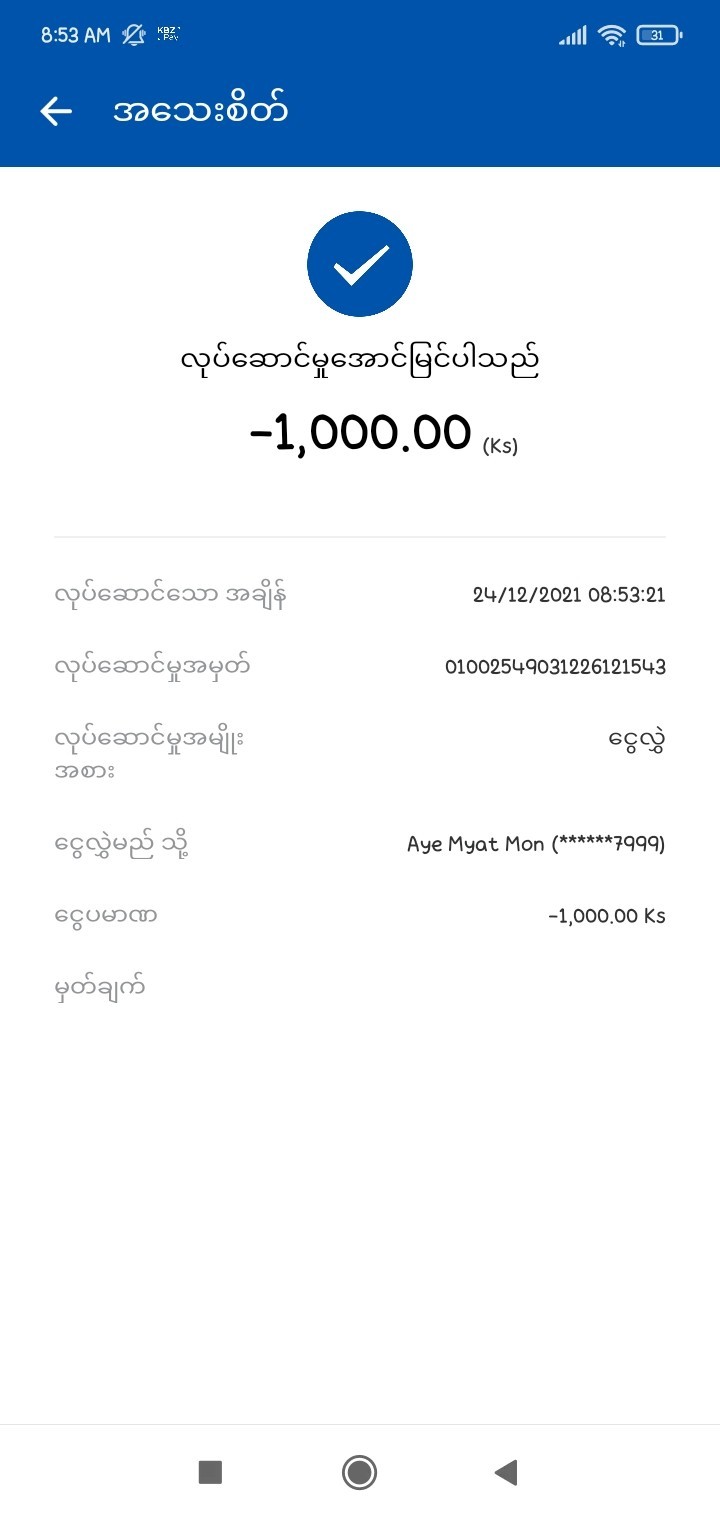 8:53 AM KBZ Pay 31
အသေးစိတ်
လုပ်ဆောင်မှုအောင်မြင်ပါသည်
-1,000.00 (Ks)
လုပ်ဆောင်သော အချိန် 24/12/2021 08:53:21
လုပ်ဆောင်မှုအမှတ် 01002549031226121543
လုပ်ဆောင်မှုအမျိုး ငွေလွှဲ
အစား
ငွေလွှဲမည် သို့ Aye Myat Mon (******7999)
ငွေပမာဏ -1,000.00 Ks
မှတ်ချက်